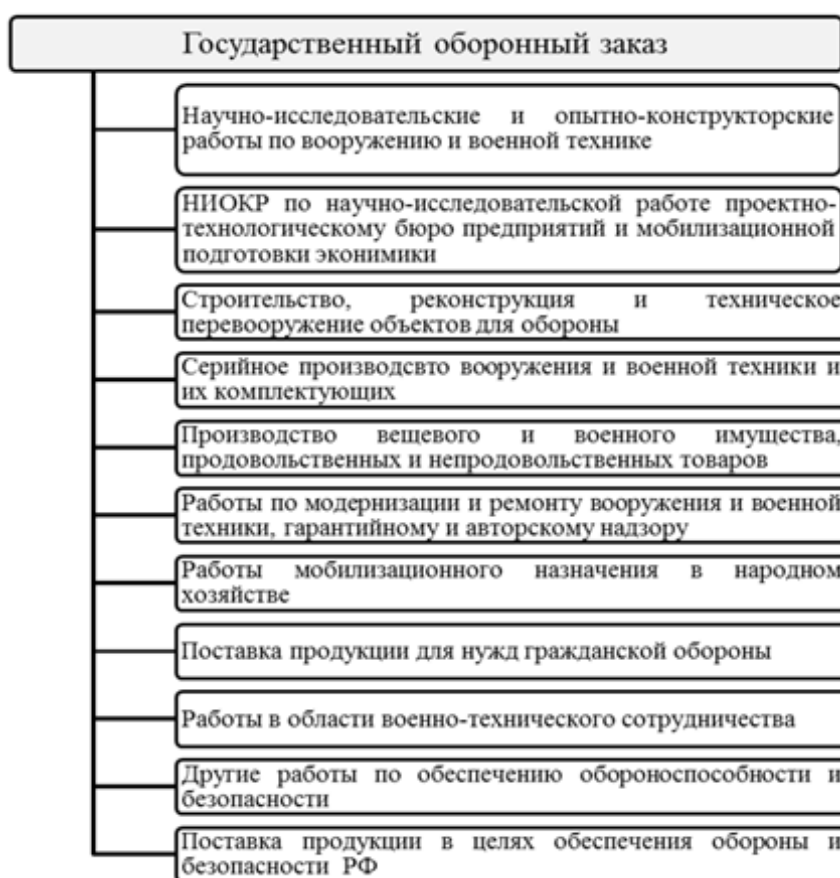 Государственный оборонный заказ
Научно-исследовательские и опытно-конструкторские
работы по вооружению и военной технике
НИОКР по научно-исследовательской работе проектно-
технологическому бюро предприятий и мобилизационной
подготовки эконимики
Строительство, реконструкция и техническое
перевооружение объектов для обороны
Серийное производсвто вооружения и военной техники и
их комплектующих
Производство вещевого и военного имущества,
продовольственных и непродовольственных товаров
Работы по модернизации и ремонту вооружения и военной
техники, гарантийному и авторскому надзору
Работы мобилизационного назначения в народном
хозяйстве
Поставка продукции для нужд гражданской обороны
Работы в области военно-технического сотрудничества
Другие работы по обеспечению обороноспособности и
безопасности
Поставка продукции в целях обеспечения обороны и
безопасности РФ